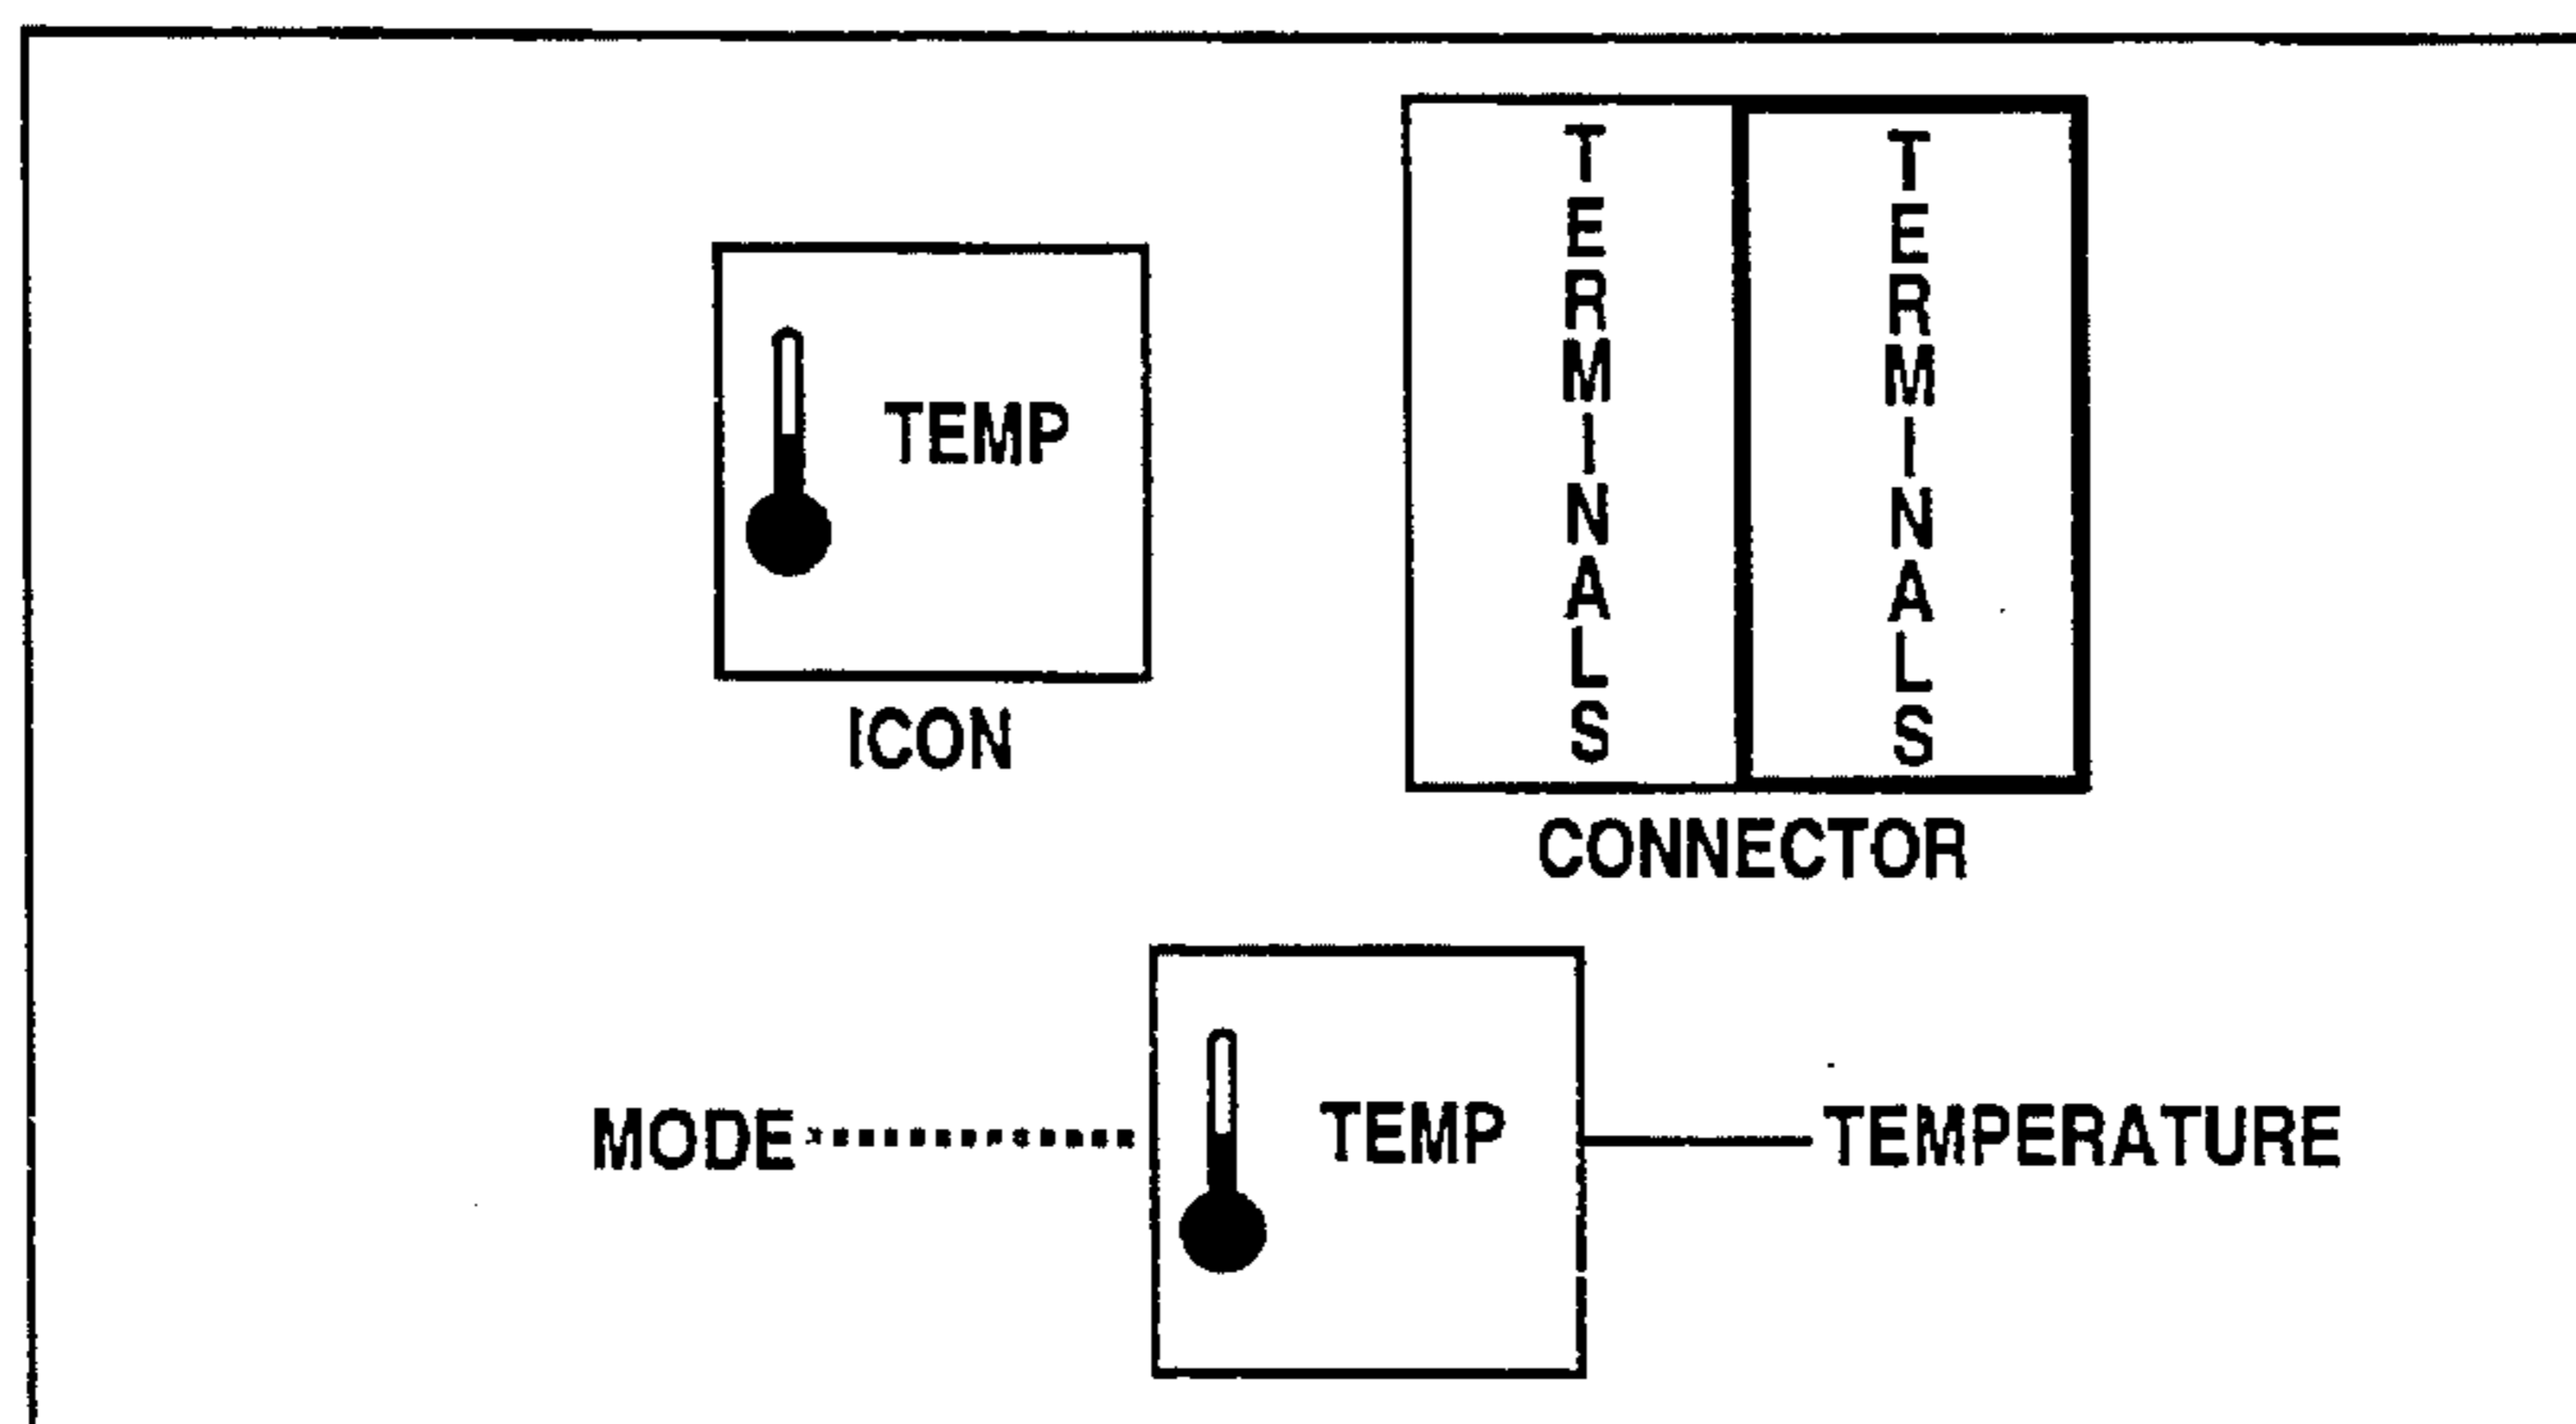 TEMP
ICON
TERMINALS
TERMINALS
CONNECTOR
MODE
TEMP
TEMPERATURE